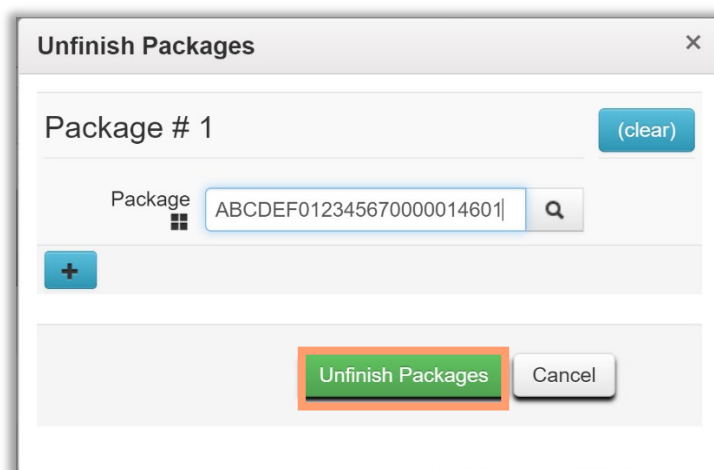 Unfinish Packages ×
Package # 1 (clear)
Package ABCDEF012345670000014601
+
Unfinish Packages Cancel